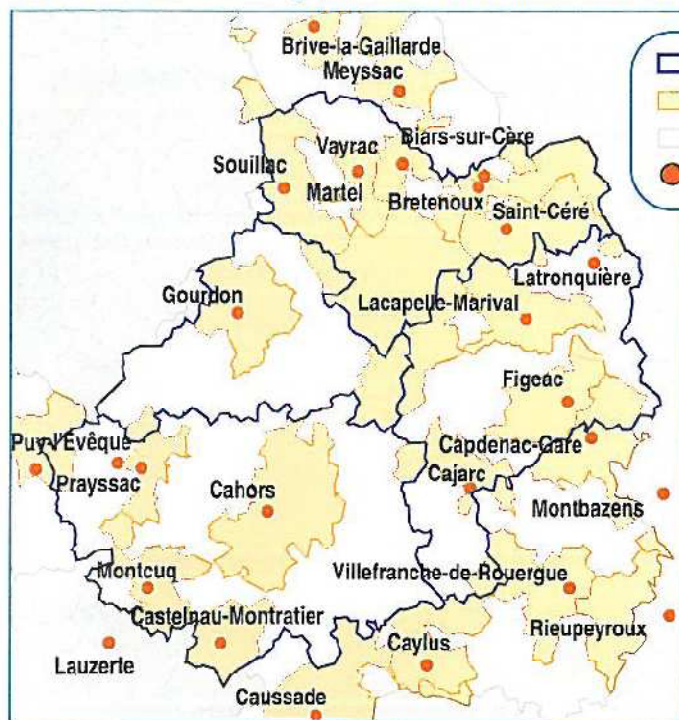 Brive-la-Gaillarde
Meyssac
Biars-sur-Cère
Vayrac
Souillac
Martel
Bretenoux
Saint-Céré
Latronquière
Gourdon
Lacapelle-Marival
Figeac
Puy-l'Evêque
Capdenac-Gare
Prayssac
Cajarc
Cahors
Montbazens
Montcuq
Villefranche-de-Rouergue
Castelnau-Montratier
Rieupeyroux
Lauzerte
Caylus
Caussade